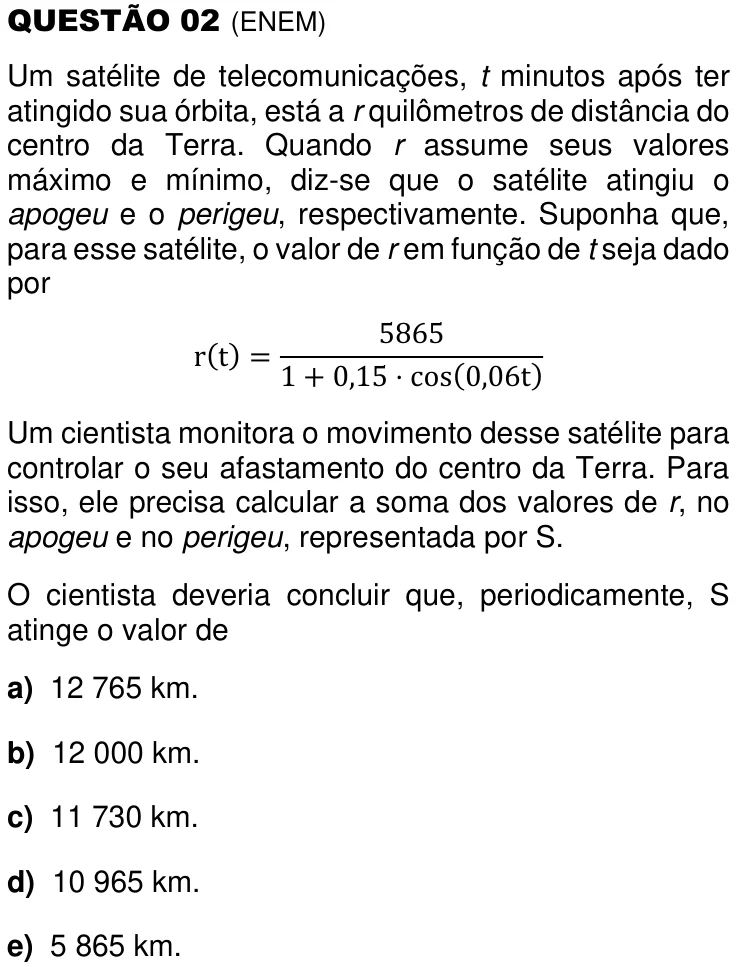 QUESTÃO 02 (ENEM)
Um satélite de telecomunicações, t minutos após ter
atingido sua órbita, está a r quilômetros de distância do
centro da Terra. Quando r assume seus valores
máximo e mínimo, diz-se que o satélite atingiu o
apogeu e o perigeu, respectivamente. Suponha que,
para esse satélite, o valor de r em função de t seja dado
por
r(t) = 5865 / 1 + 0,15 · cos(0,06t)
Um cientista monitora o movimento desse satélite para
controlar o seu afastamento do centro da Terra. Para
isso, ele precisa calcular a soma dos valores de r, no
apogeu e no perigeu, representada por S.
O cientista deveria concluir que, periodicamente, S
atinge o valor de
a) 12 765 km.
b) 12 000 km.
c) 11 730 km.
d) 10 965 km.
e) 5 865 km.